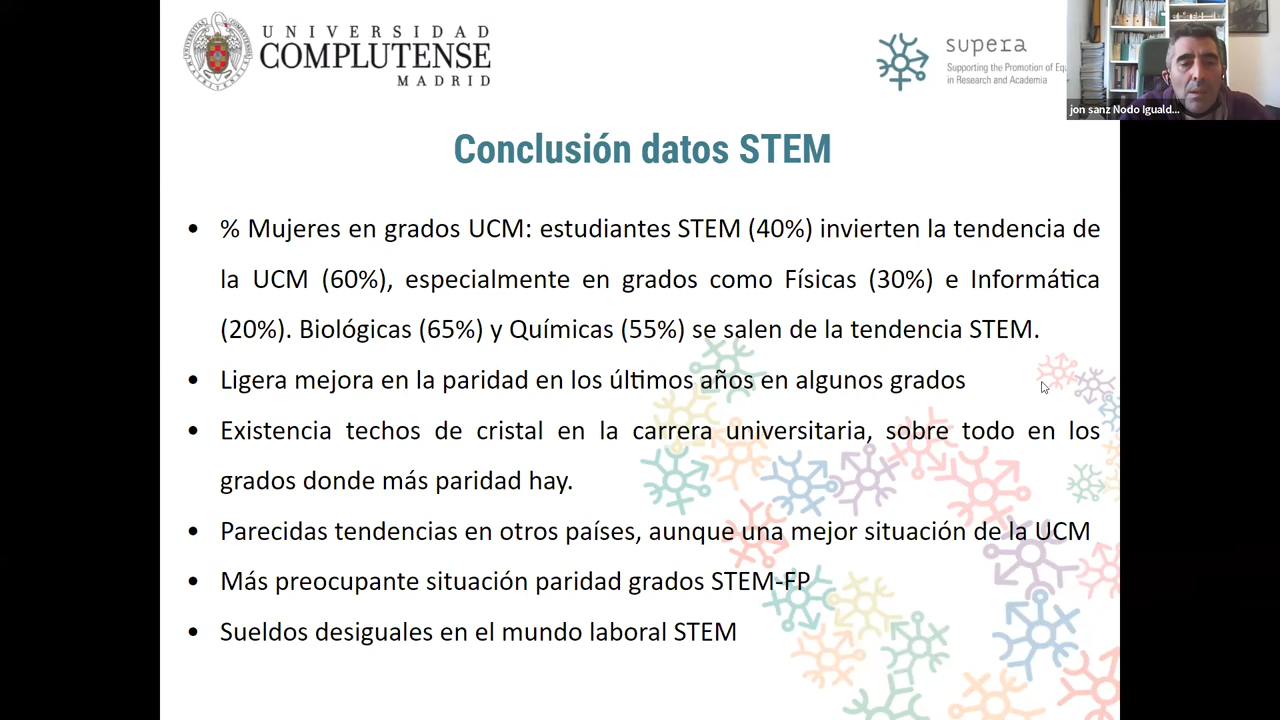 UNIVERSIDAD
COMPLUTENSE
MADRID
supera
Supporting the Promotion of Equ
in Research and Academia
jon sanz Nodo Iguald...
Conclusión datos STEM
• % Mujeres en grados UCM: estudiantes STEM (40%) invierten la tendencia de
la UCM (60%), especialmente en grados como Físicas (30%) e Informática
(20%). Biológicas (65%) y Químicas (55%) se salen de la tendencia STEM.
• Ligera mejora en la paridad en los últimos años en algunos grados
• Existencia techos de cristal en la carrera universitaria, sobre todo en los
grados donde más paridad hay.
• Parecidas tendencias en otros países, aunque una mejor situación de la UCM
• Más preocupante situación paridad grados STEM-FP
• Sueldos desiguales en el mundo laboral STEM